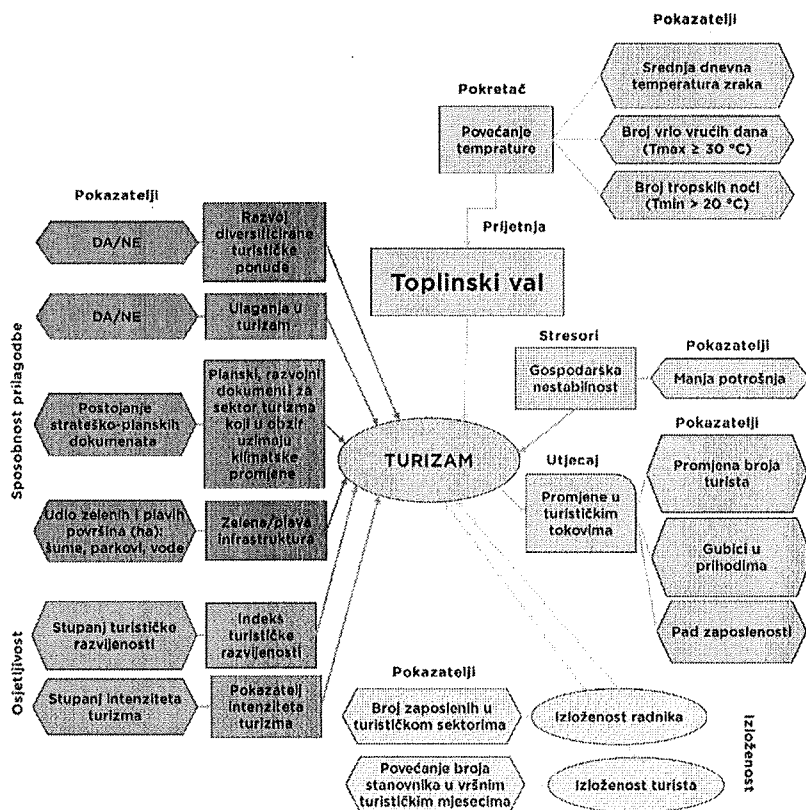 Pokazatelji
Srednja dnevna
temperatura zraka
Pokretač
Povećanje
temprature
Broj vrlo vrućih dana
(Tmax ≥ 30 °C)
Broj tropskih noći
(Tmin > 20 °C)
Prijetnja
Toplinski val
Pokazatelji
DA/NE
Razvoj
diversificirane
turističke
ponude
DA/NE
Ulaganja u
turizam
Sposobnost prilagodbe
Postojanje
strateško-planskih
dokumenata
Planski, razvojni
dokumenti za
sektor turizma
koji u obzir
uzimaju
klimatske
promjene
Udio zelenih i plavih
površina (ha):
šume, parkovi, vode
Zelena/plava
infrastruktura
Osjetljivost
Stupanj turističke
razvijenosti
Indeks
turističke
razvijenosti
Stupanj intenziteta
turizma
Pokazatelj
intenziteta
turizma
TURIZAM
Stresori
Gospodarska
nestabilnost
Pokazatelji
Manja potrošnja
Utjecaj
Promjene u
turističkim
tokovima
Pokazatelji
Promjena broja
turista
Gubici u
prihodima
Pad zaposlenosti
Pokazatelji
Broj zaposlenih u
turističkom sektorima
Izloženost radnika
Povećanje broja
stanovnika u vršnim
turističkim mjesecima
Izloženost turista
Izloženost